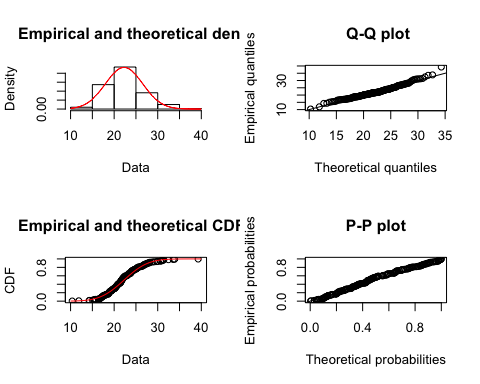 Empirical and theoretical den
Density
0.00
10 20 30 40
Data
Q-Q plot
Empirical quantiles
10 30
10 15 20 25 30 35
Theoretical quantiles
Empirical and theoretical CDF
CDF
0.0 0.8
10 20 30 40
Data
P-P plot
Empirical probabilities
0.0 0.8
0.0 0.4 0.8
Theoretical probabilities